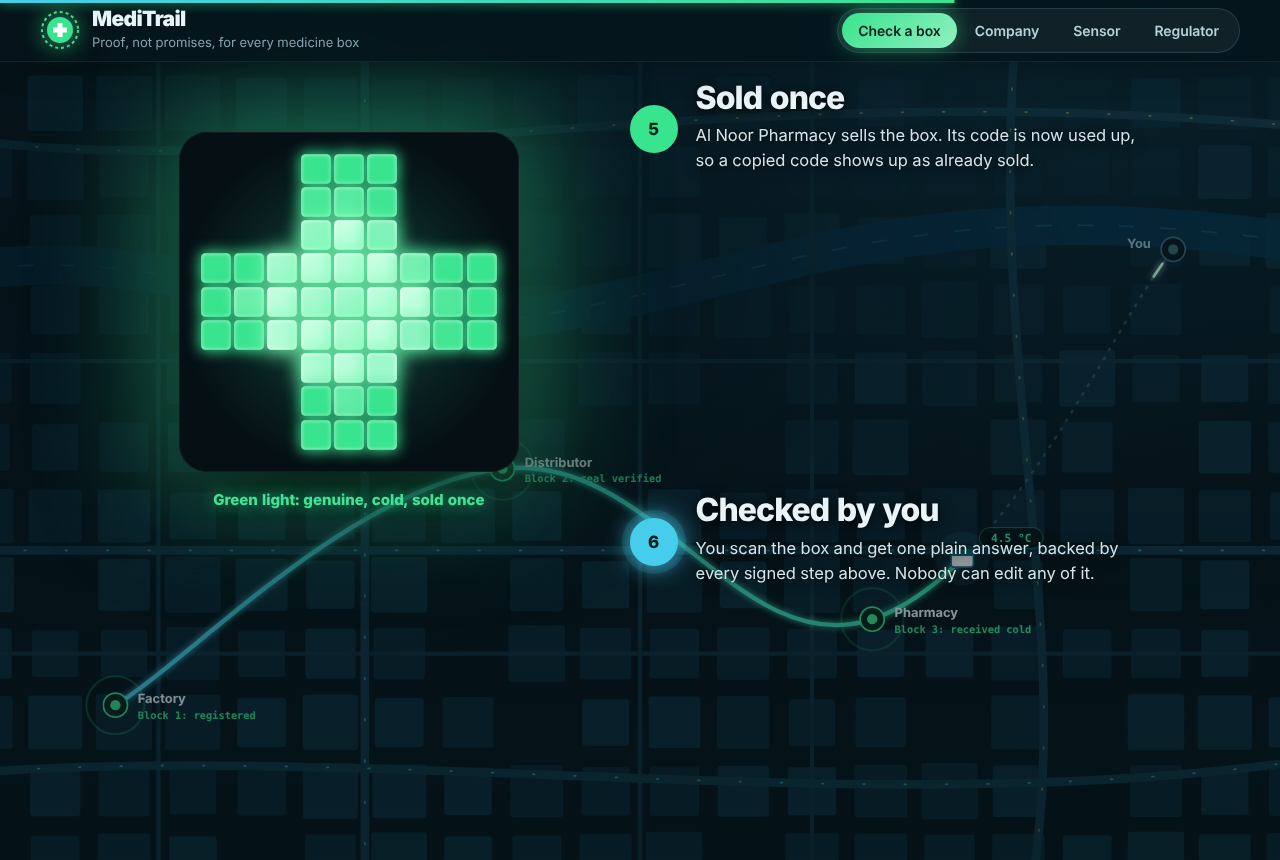 MediTrail
Proof, not promises, for every medicine box
Check a box
Company
Sensor
Regulator
5
Sold once
Al Noor Pharmacy sells the box. Its code is now used up,
so a copied code shows up as already sold.
You
Distributor
Block 2: seal verified
Green light: genuine, cold, sold once
6
Checked by you
4.5 °C
You scan the box and get one plain answer, backed by
every signed step above. Nobody can edit any of it.
Pharmacy
Block 3: received cold
Factory
Block 1: registered